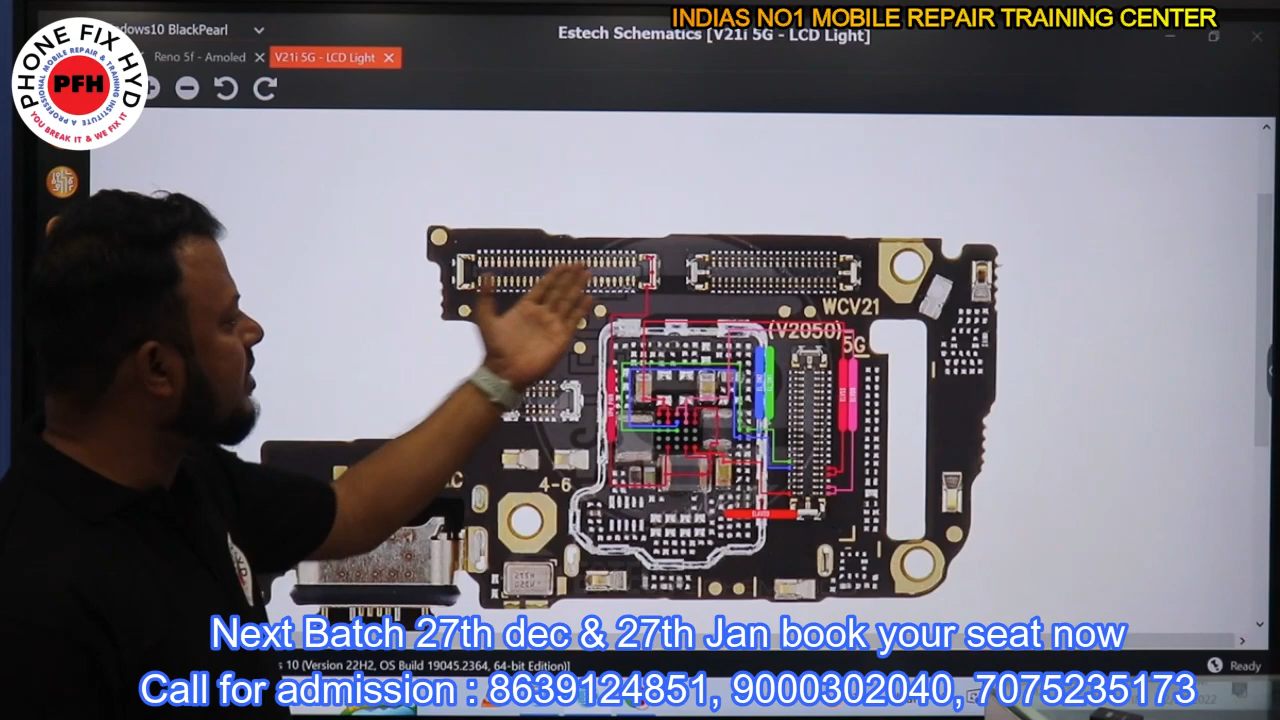 INDIAS NO1 MOBILE REPAIR TRAINING CENTER
dows10 BlackPearl
Estech Schematics [V21i 5G - LCD Light]
Reno 5f - Amoled
V21i 5G - LCD Light
PHONE FIX HYD
A PROFESSIONAL MOBILE REPAIR & TRAINING INSTITUTE
PFH
YOU BREAK IT & WE FIX IT
WCV21
(V2050)
5G
4-6
Next Batch 27th dec & 27th Jan book your seat now
s 10 (Version 22H2, OS Build 19045.2364, 64-bit Edition)]
Ready
Call for admission : 8639124851, 9000302040, 7075235173